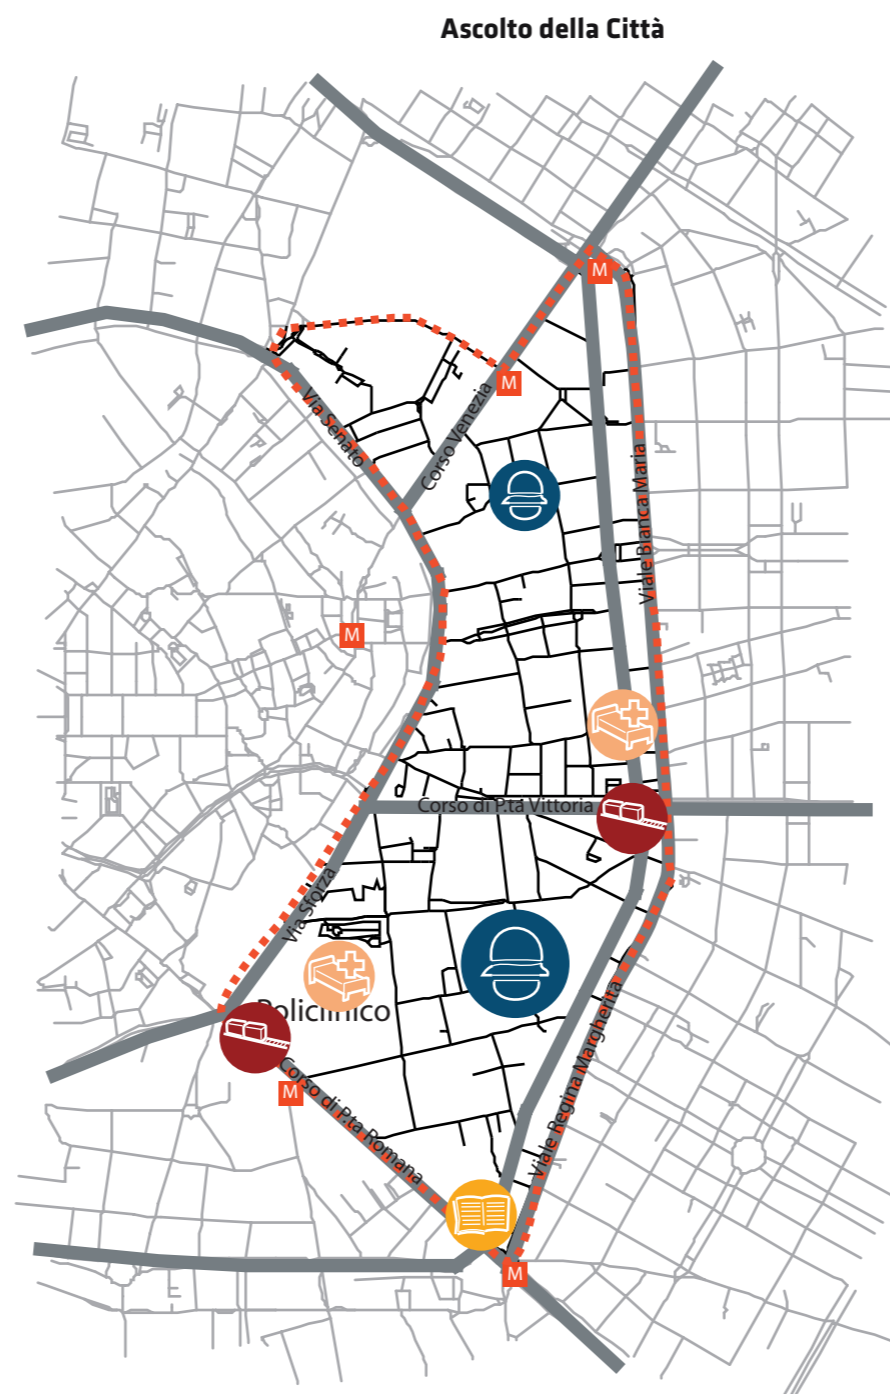 Ascolto della Città
M
M
Via Senato
Corso Venezia
Viale Bianca Maria
M
Corso di P.tà Vittoria
Via Sforza
Policlinico
M
Corso di P.ta Romana
Viale Regina Margherita
M